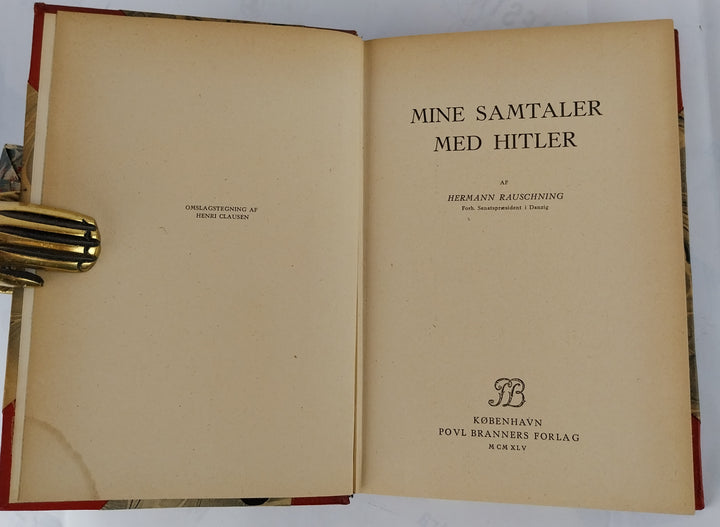 OMSLAGSTEGNING AF
HENRI CLAUSEN
MINE SAMTALER
MED HITLER
AF
HERMANN RAUSCHNING
Forh. Senatspræsident i Danzig
PB
KØBENHAVN
POVL BRANNERS FORLAG
MCMXLV